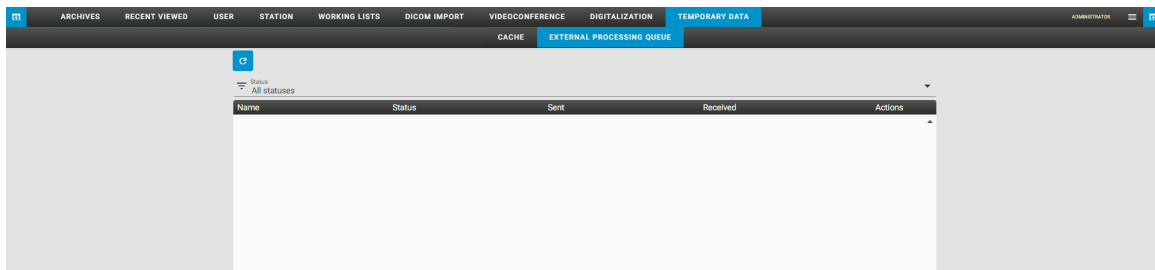 ARCHIVES RECENT VIEWED USER STATION WORKING LISTS DICOM IMPORT VIDEOCONFERENCE DIGITALIZATION TEMPORARY DATA ADMINISTRATOR
CACHE EXTERNAL PROCESSING QUEUE
Status
All statuses
Name Status Sent Received Actions